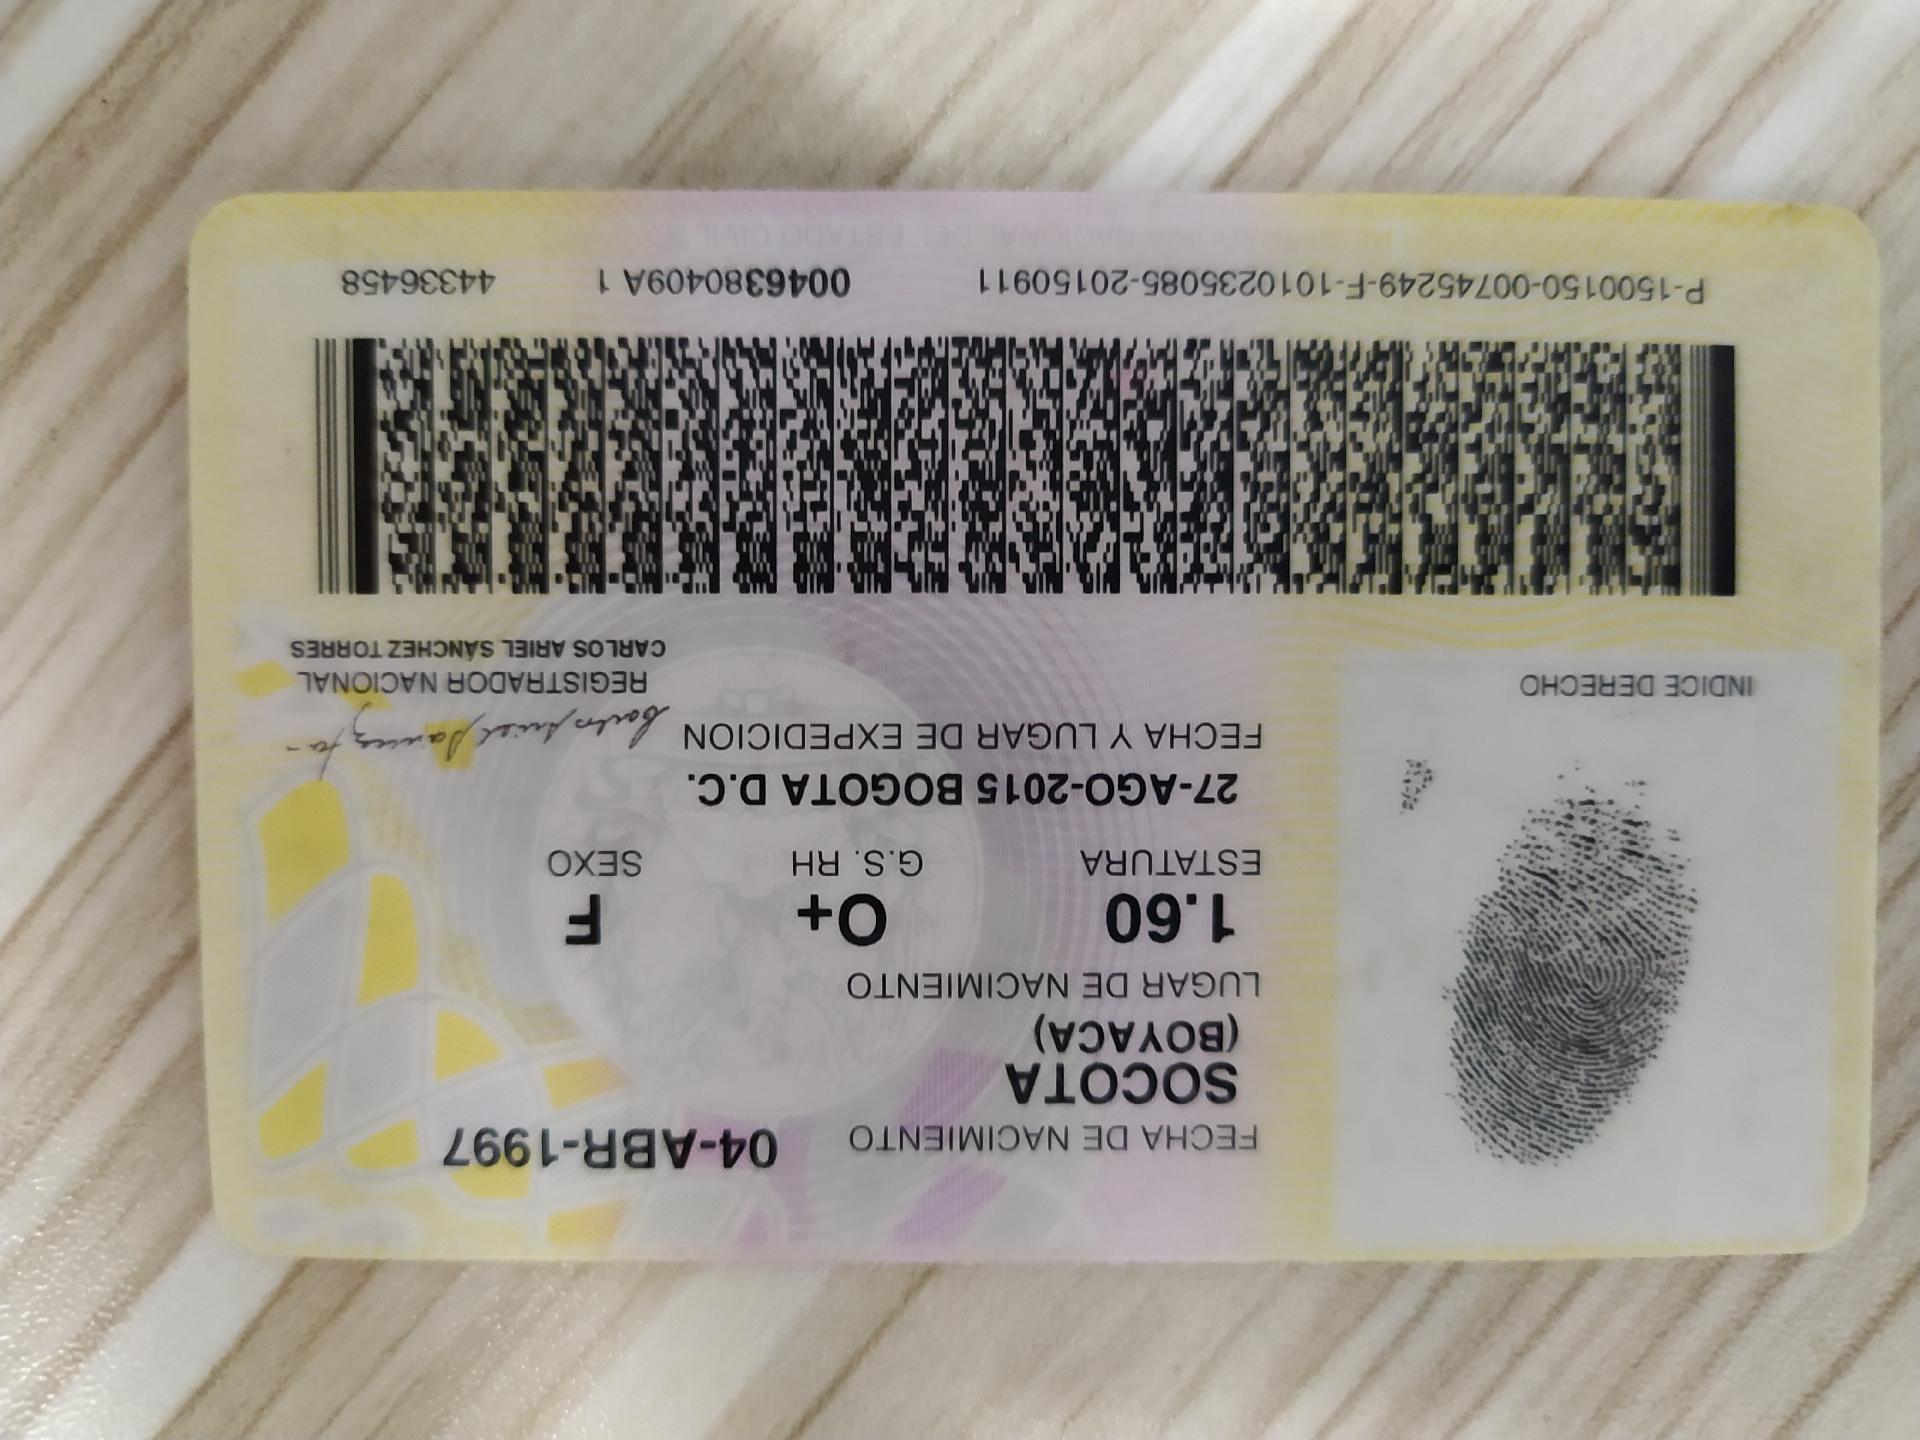 FECHA DE NACIMIENTO 04-ABR-1997
SOCOTA
(BOYACA)
LUGAR DE NACIMIENTO
1.60 O+ F
ESTATURA G.S. RH SEXO
27-AGO-2015 BOGOTA D.C.
FECHA Y LUGAR DE EXPEDICION
INDICE DERECHO
REGISTRADOR NACIONAL
CARLOS ARIEL SÁNCHEZ TORRES
P-1500150-00745249-F-1010235085-20150911 0046380409A 1 44336458
REGISTRADURIA NACIONAL DEL ESTADO CIVIL